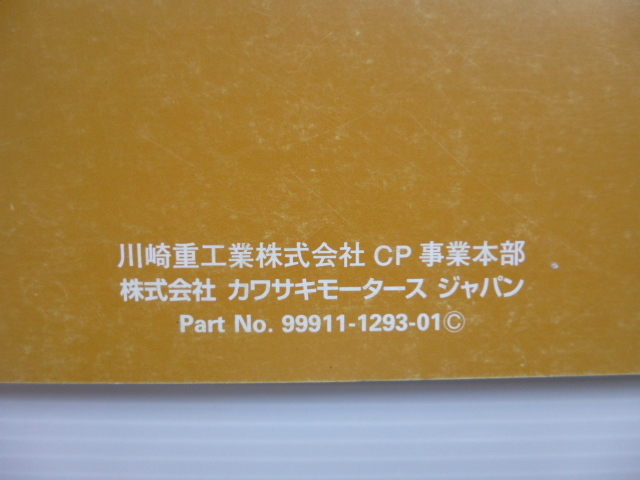 川崎重工業株式会社 CP 事業本部
株式会社 カワサキモータース ジャパン
Part No. 99911-1293-01©